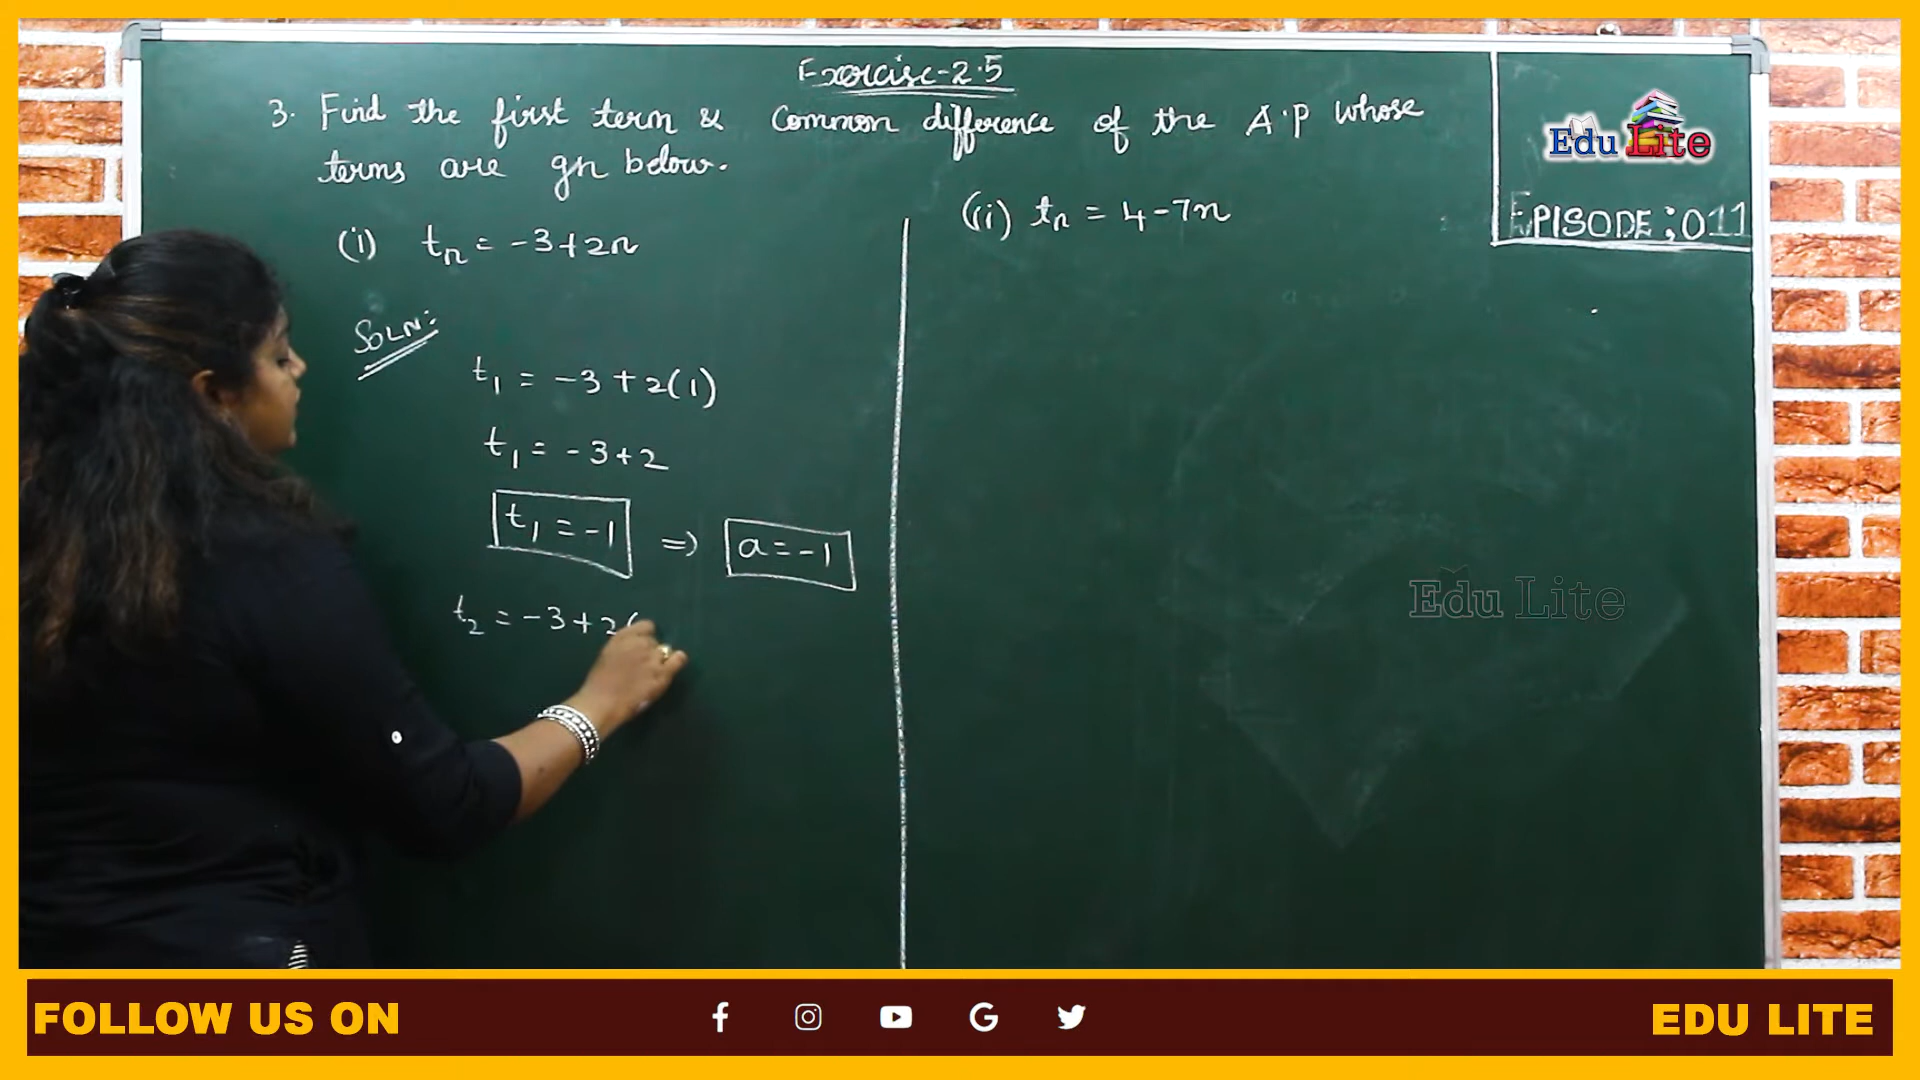 Exercise-2.5
3. Find the first term & Common difference of the A.P whose
terms are gn below.
(i) tn = -3+2n
SOLN:
t1 = -3+2(1)
t1 = -3+2
t1 = -1 => a = -1
t2 = -3+2(
(ii) tn = 4-7n
Edu Lite
EPISODE;011
Edu Lite
FOLLOW US ON
EDU LITE